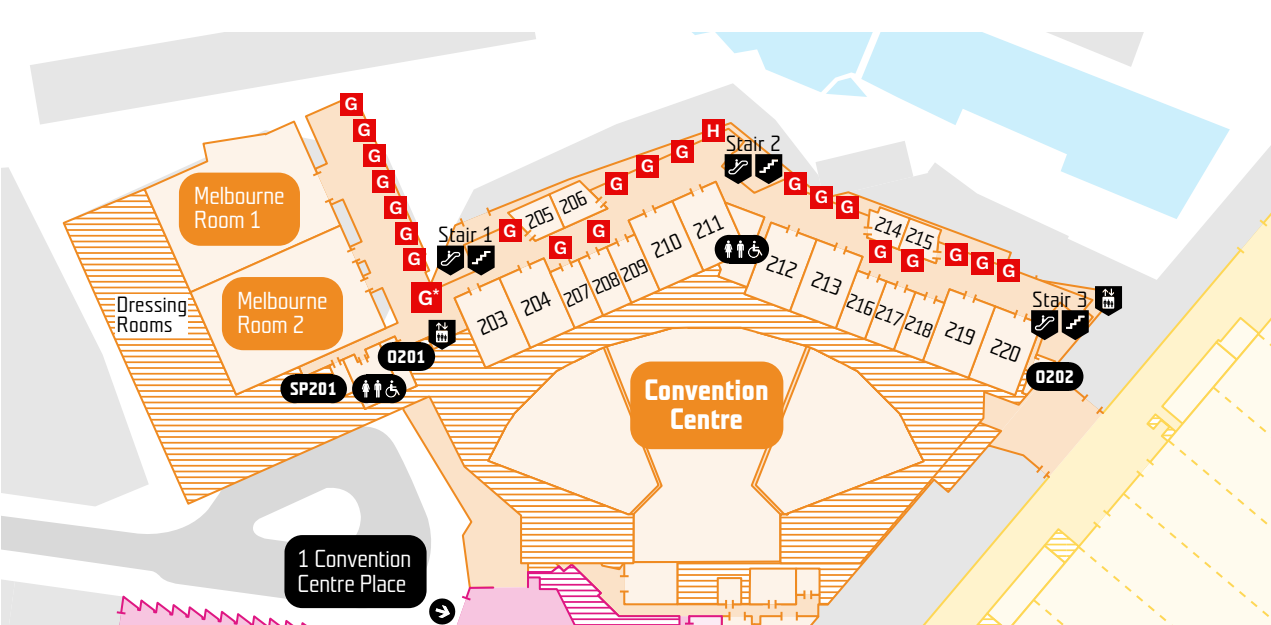 G
G
G
G
G
G
G
G*
Melbourne
Room 1
Melbourne
Room 2
Dressing
Rooms
SP201
O201
Stair 1
G
205
206
G
G
G
G
G
H
Stair 2
G
G
G
214
215
G
G
G
G
G
203
204
207
208
209
210
211
212
213
216
217
218
219
220
Stair 3
O202
Convention
Centre
1 Convention
Centre Place